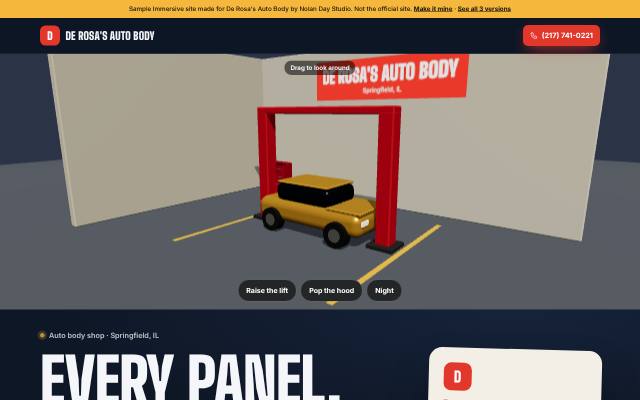 Sample Immersive site made for De Rosa's Auto Body by Nolan Day Studio. Not the official site. Make it mine · See all 3 versions
D DE ROSA'S AUTO BODY
(217) 741-0221
Drag to look around
DE ROSA'S AUTO BODY
Springfield, IL
Raise the lift
Pop the hood
Night
Auto body shop · Springfield, IL
EVERY PANEL.
D